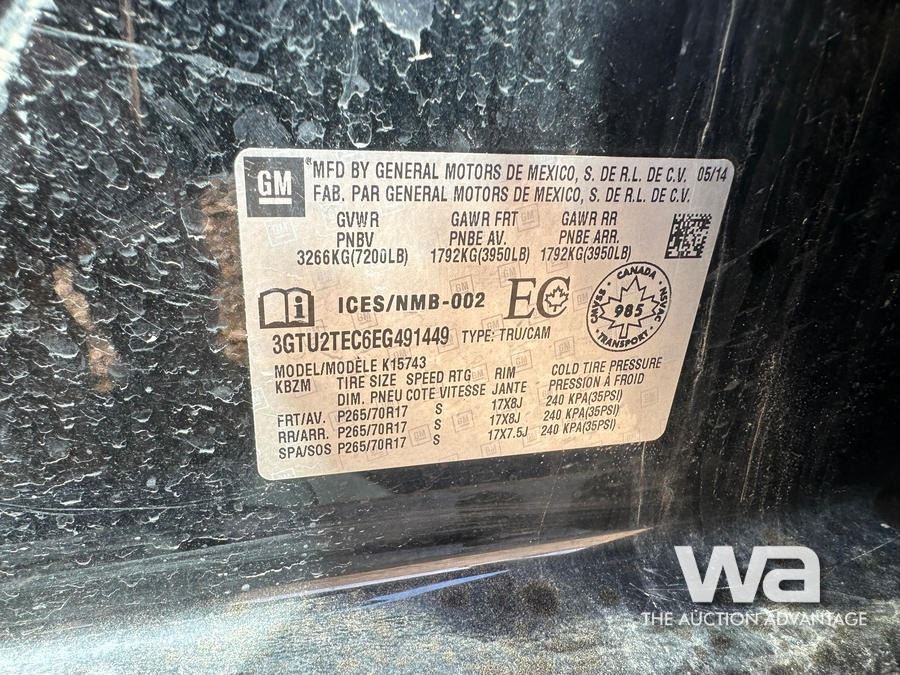 GM
MFD BY GENERAL MOTORS DE MEXICO, S. DE R.L. DE C.V. 05/14
FAB. PAR GENERAL MOTORS DE MEXICO, S. DE R.L. DE C.V.
GVWR GAWR FRT GAWR RR
PNBV PNBE AV. PNBE ARR.
3266KG(7200LB) 1792KG(3950LB) 1792KG(3950LB)
i ICES/NMB-002 EC
CANADA
CMVSS 985 NSVAC
TRANSPORT
3GTU2TEC6EG491449 TYPE: TRU/CAM
MODEL/MODÈLE K15743
KBZM TIRE SIZE SPEED RTG RIM COLD TIRE PRESSURE
DIM. PNEU COTE VITESSE JANTE PRESSION À FROID
FRT/AV. P265/70R17 S 17X8J 240 KPA(35PSI)
RR/ARR. P265/70R17 S 17X8J 240 KPA(35PSI)
SPA/SOS P265/70R17 S 17X7.5J 240 KPA(35PSI)
wa
THE AUCTION ADVANTAGE